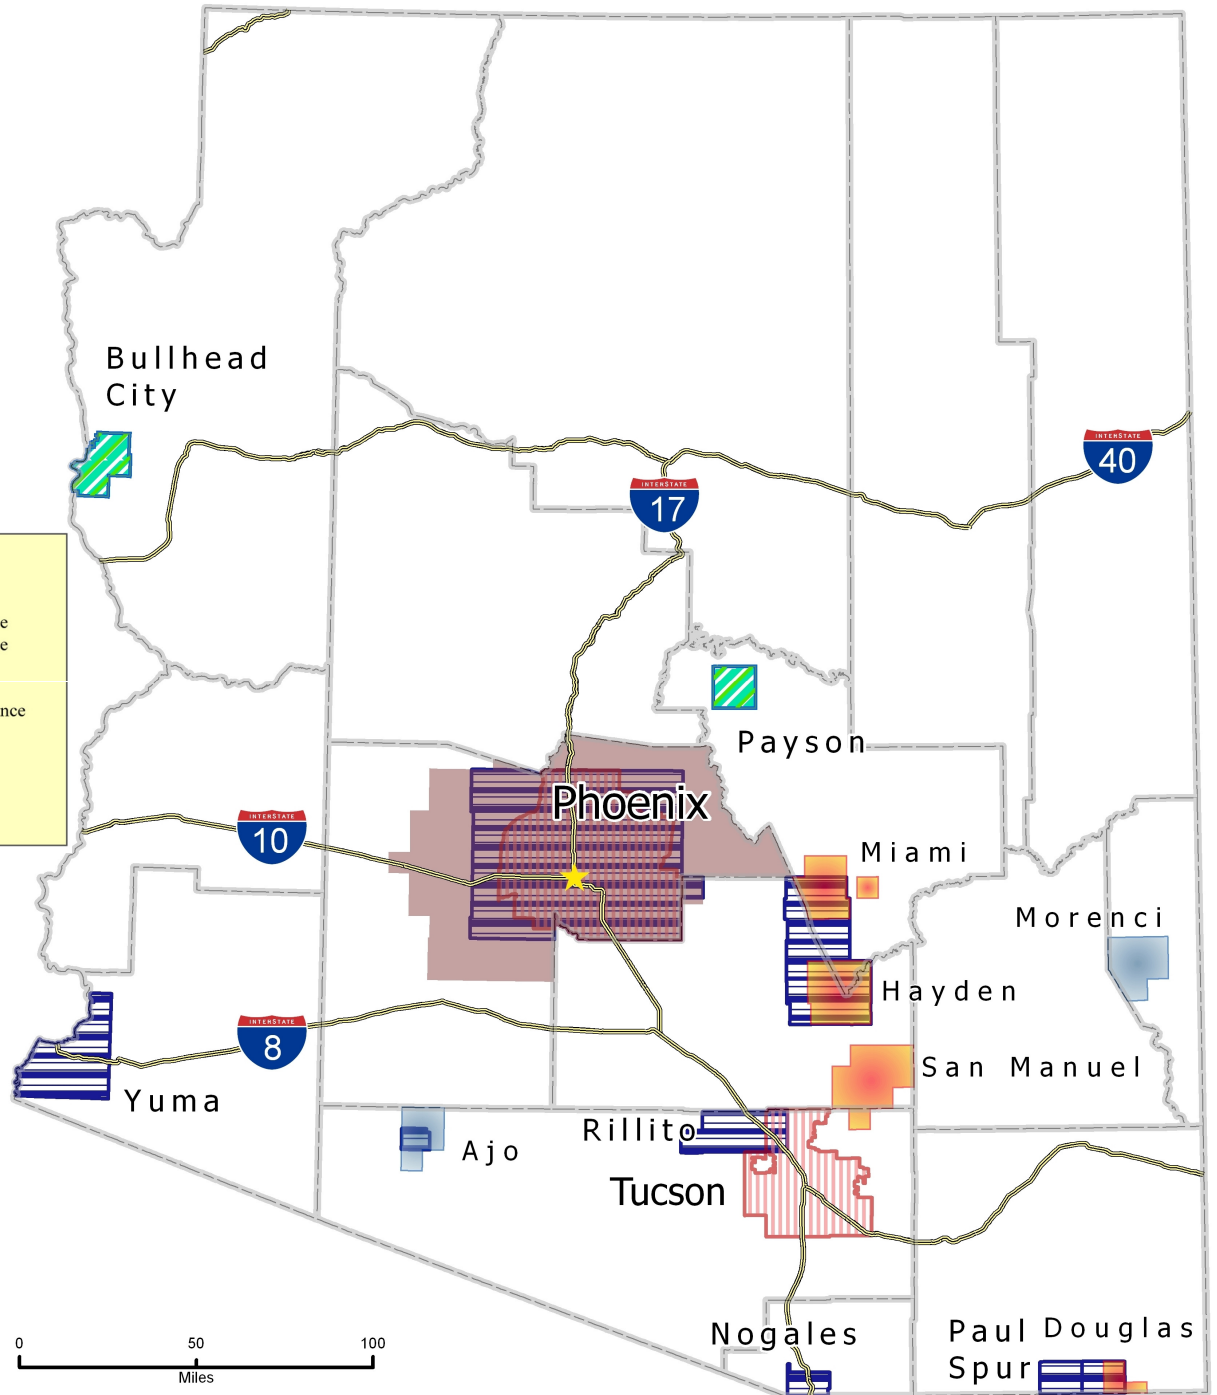 Bullhead
City
INTERSTATE
40
INTERSTATE
17
e
e
nce
Payson
Phoenix
INTERSTATE
10
Miami
Morenci
Hayden
INTERSTATE
8
San Manuel
Yuma
Rillito
Ajo
Tucson
Nogales
Paul
Spur
Douglas
0 50 100
Miles